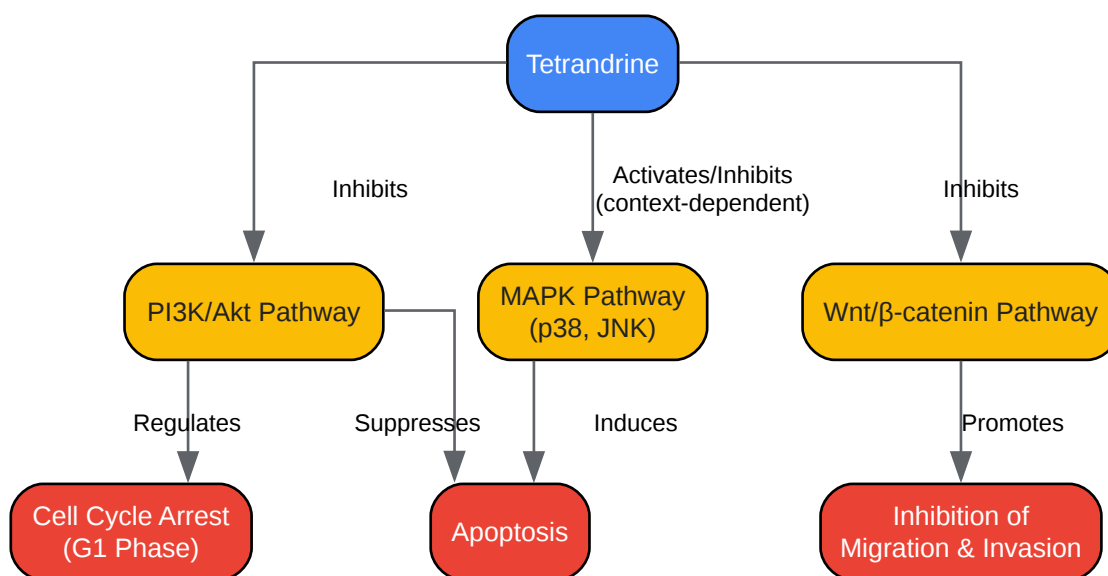 Tetrandrine
Inhibits
Activates/Inhibits
(context-dependent)
Inhibits
PI3K/Akt Pathway
MAPK Pathway
(p38, JNK)
Wnt/β-catenin Pathway
Regulates
Suppresses
Induces
Promotes
Cell Cycle Arrest
(G1 Phase)
Apoptosis
Inhibition of
Migration & Invasion